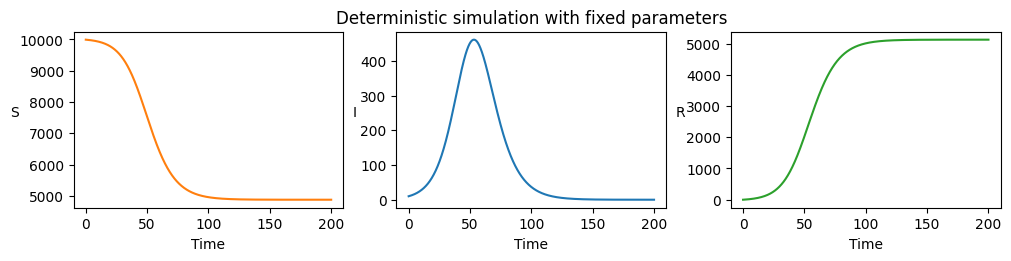 Deterministic simulation with fixed parameters
S
10000
9000
8000
7000
6000
5000
0 50 100 150 200
Time
I
400
300
200
100
0
0 50 100 150 200
Time
R
5000
4000
3000
2000
1000
0
0 50 100 150 200
Time